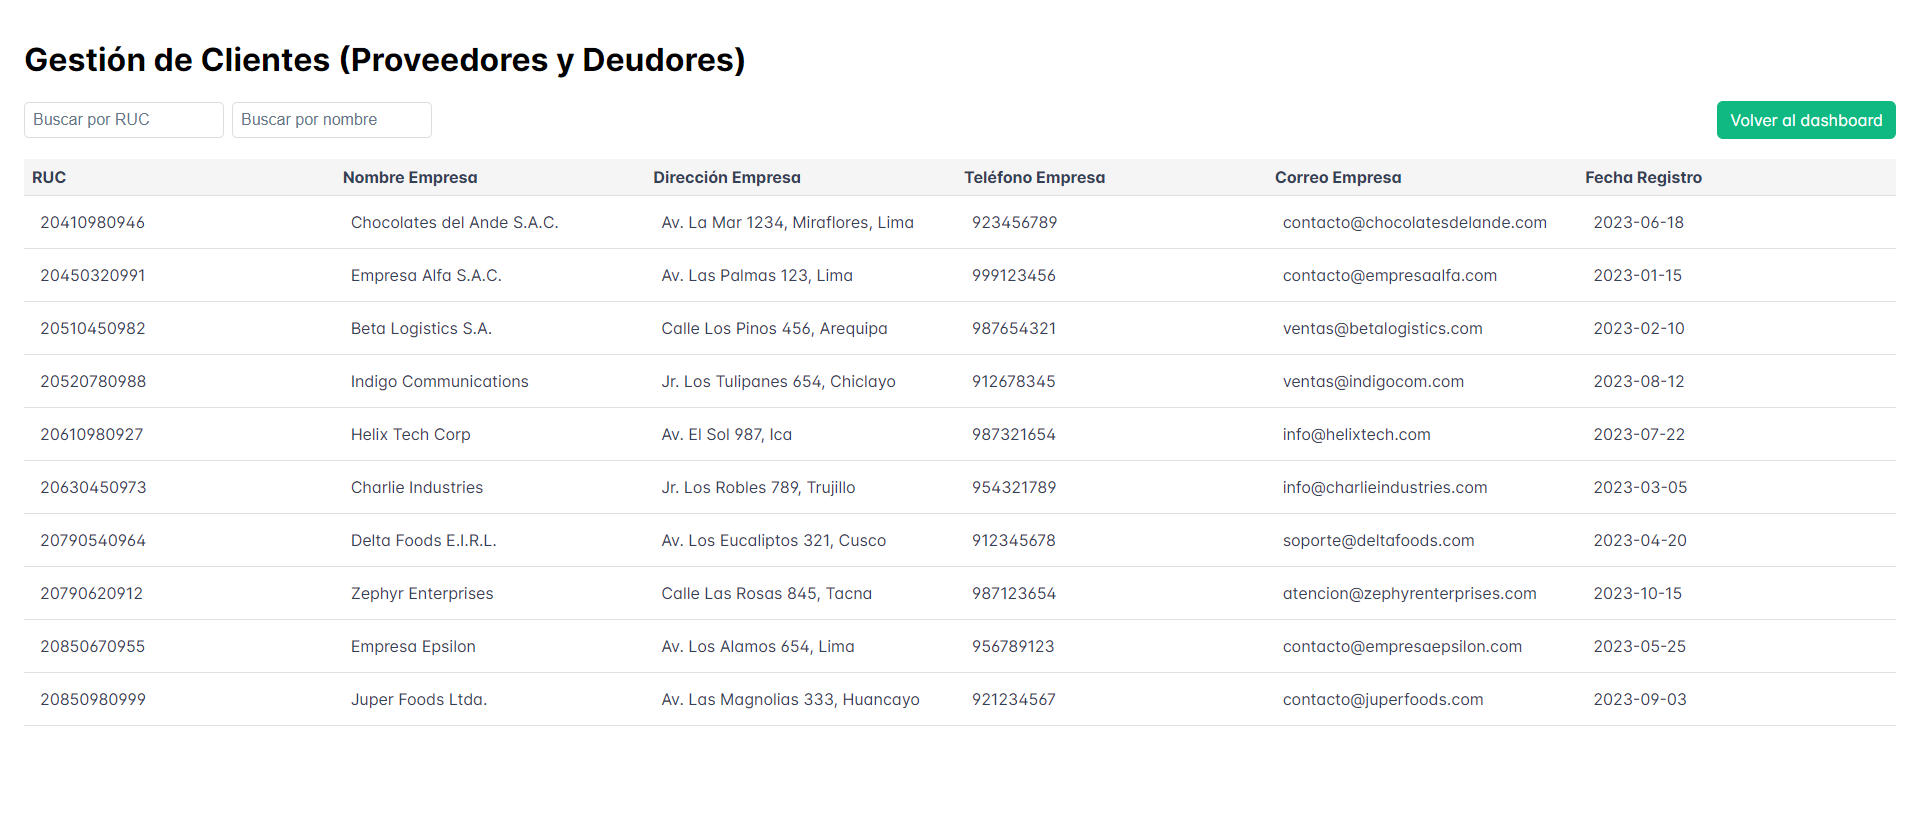 Gestión de Clientes (Proveedores y Deudores)
Buscar por RUC Buscar por nombre Volver al dashboard
RUC Nombre Empresa Dirección Empresa Teléfono Empresa Correo Empresa Fecha Registro
20410980946 Chocolates del Ande S.A.C. Av. La Mar 1234, Miraflores, Lima 923456789 contacto@chocolatesdelande.com 2023-06-18
20450320991 Empresa Alfa S.A.C. Av. Las Palmas 123, Lima 999123456 contacto@empresaalfa.com 2023-01-15
20510450982 Beta Logistics S.A. Calle Los Pinos 456, Arequipa 987654321 ventas@betalogistics.com 2023-02-10
20520780988 Indigo Communications Jr. Los Tulipanes 654, Chiclayo 912678345 ventas@indigocom.com 2023-08-12
20610980927 Helix Tech Corp Av. El Sol 987, Ica 987321654 info@helixtech.com 2023-07-22
20630450973 Charlie Industries Jr. Los Robles 789, Trujillo 954321789 info@charlieindustries.com 2023-03-05
20790540964 Delta Foods E.I.R.L. Av. Los Eucaliptos 321, Cusco 912345678 soporte@deltafoods.com 2023-04-20
20790620912 Zephyr Enterprises Calle Las Rosas 845, Tacna 987123654 atencion@zephyrenterprises.com 2023-10-15
20850670955 Empresa Epsilon Av. Los Alamos 654, Lima 956789123 contacto@empresaepsilon.com 2023-05-25
20850980999 Juper Foods Ltda. Av. Las Magnolias 333, Huancayo 921234567 contacto@juperfoods.com 2023-09-03